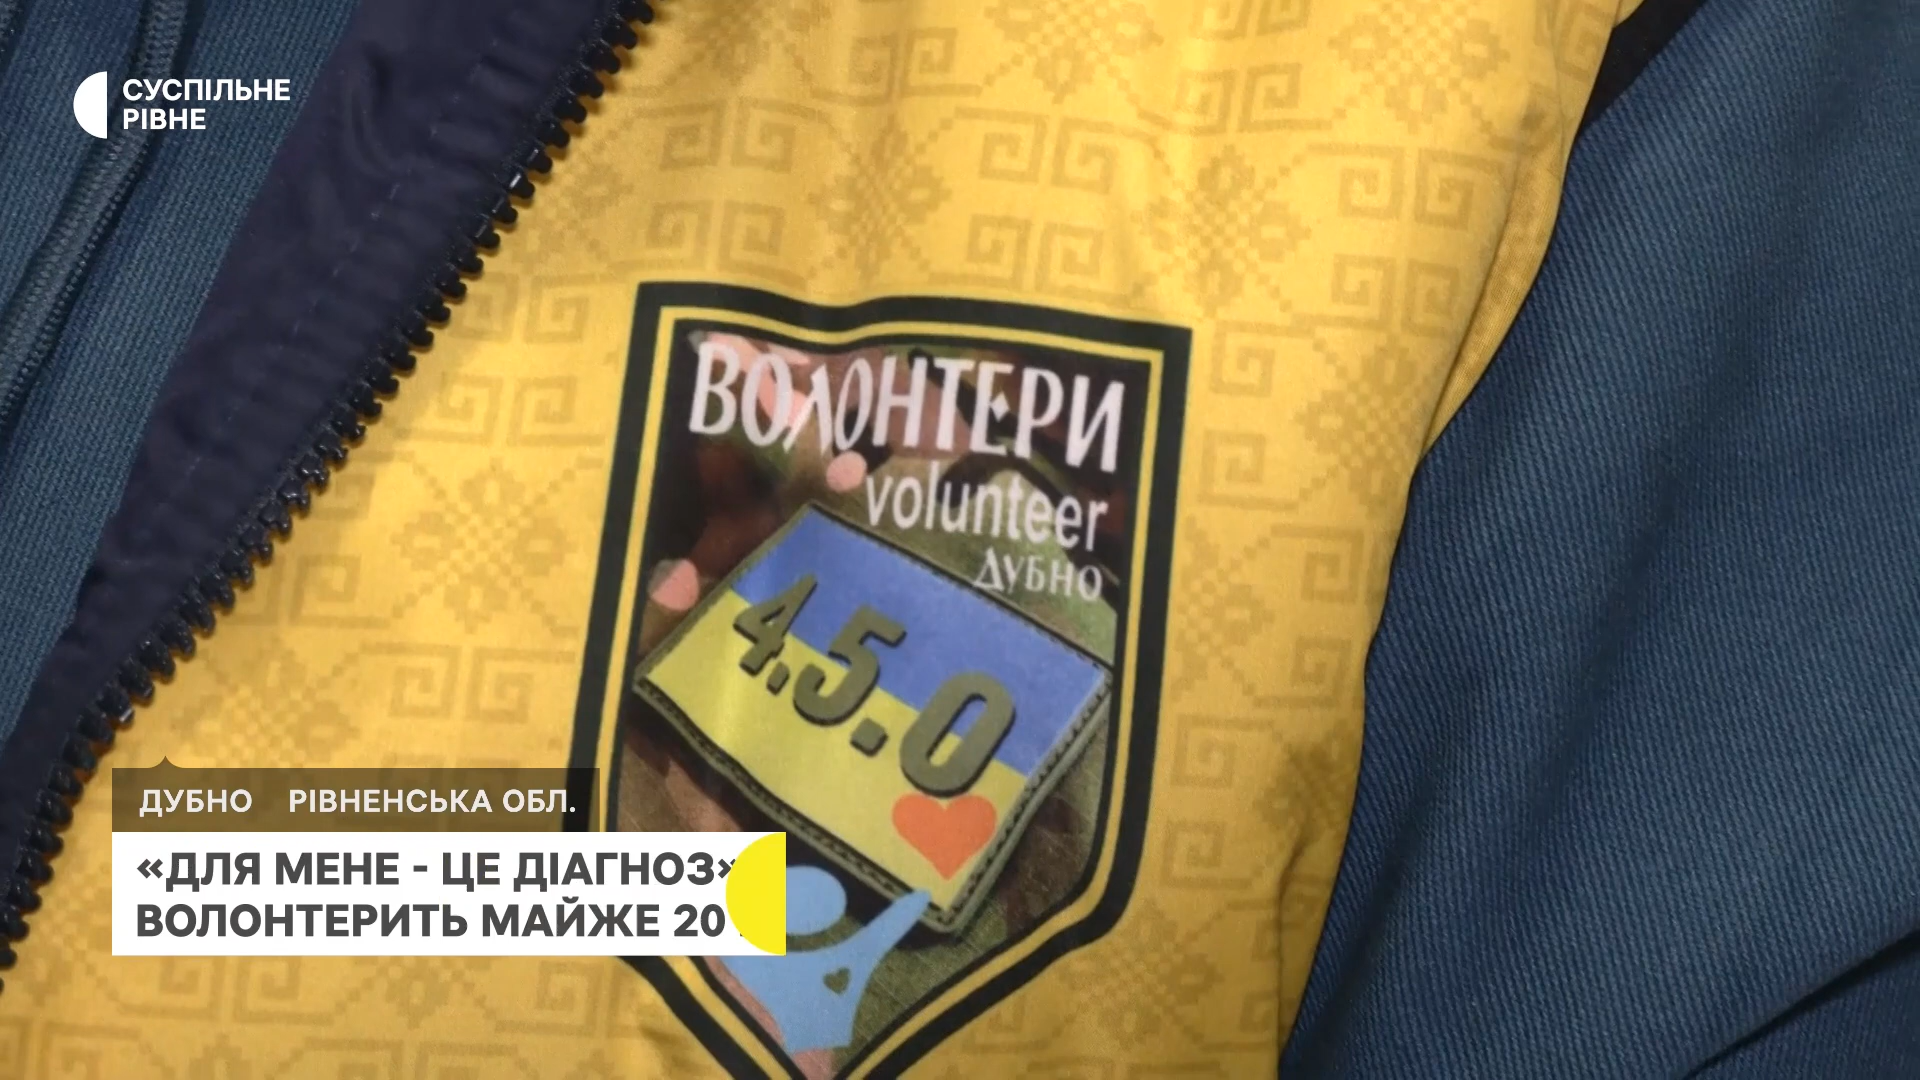 СУСПІЛЬНЕ
РІВНЕ
ВОЛОНТЕРИ
volunteer
ДУБНО
4.5.0
ДУБНО РІВНЕНСЬКА ОБЛ.
«ДЛЯ МЕНЕ - ЦЕ ДІАГНОЗ»
ВОЛОНТЕРИТЬ МАЙЖЕ 20